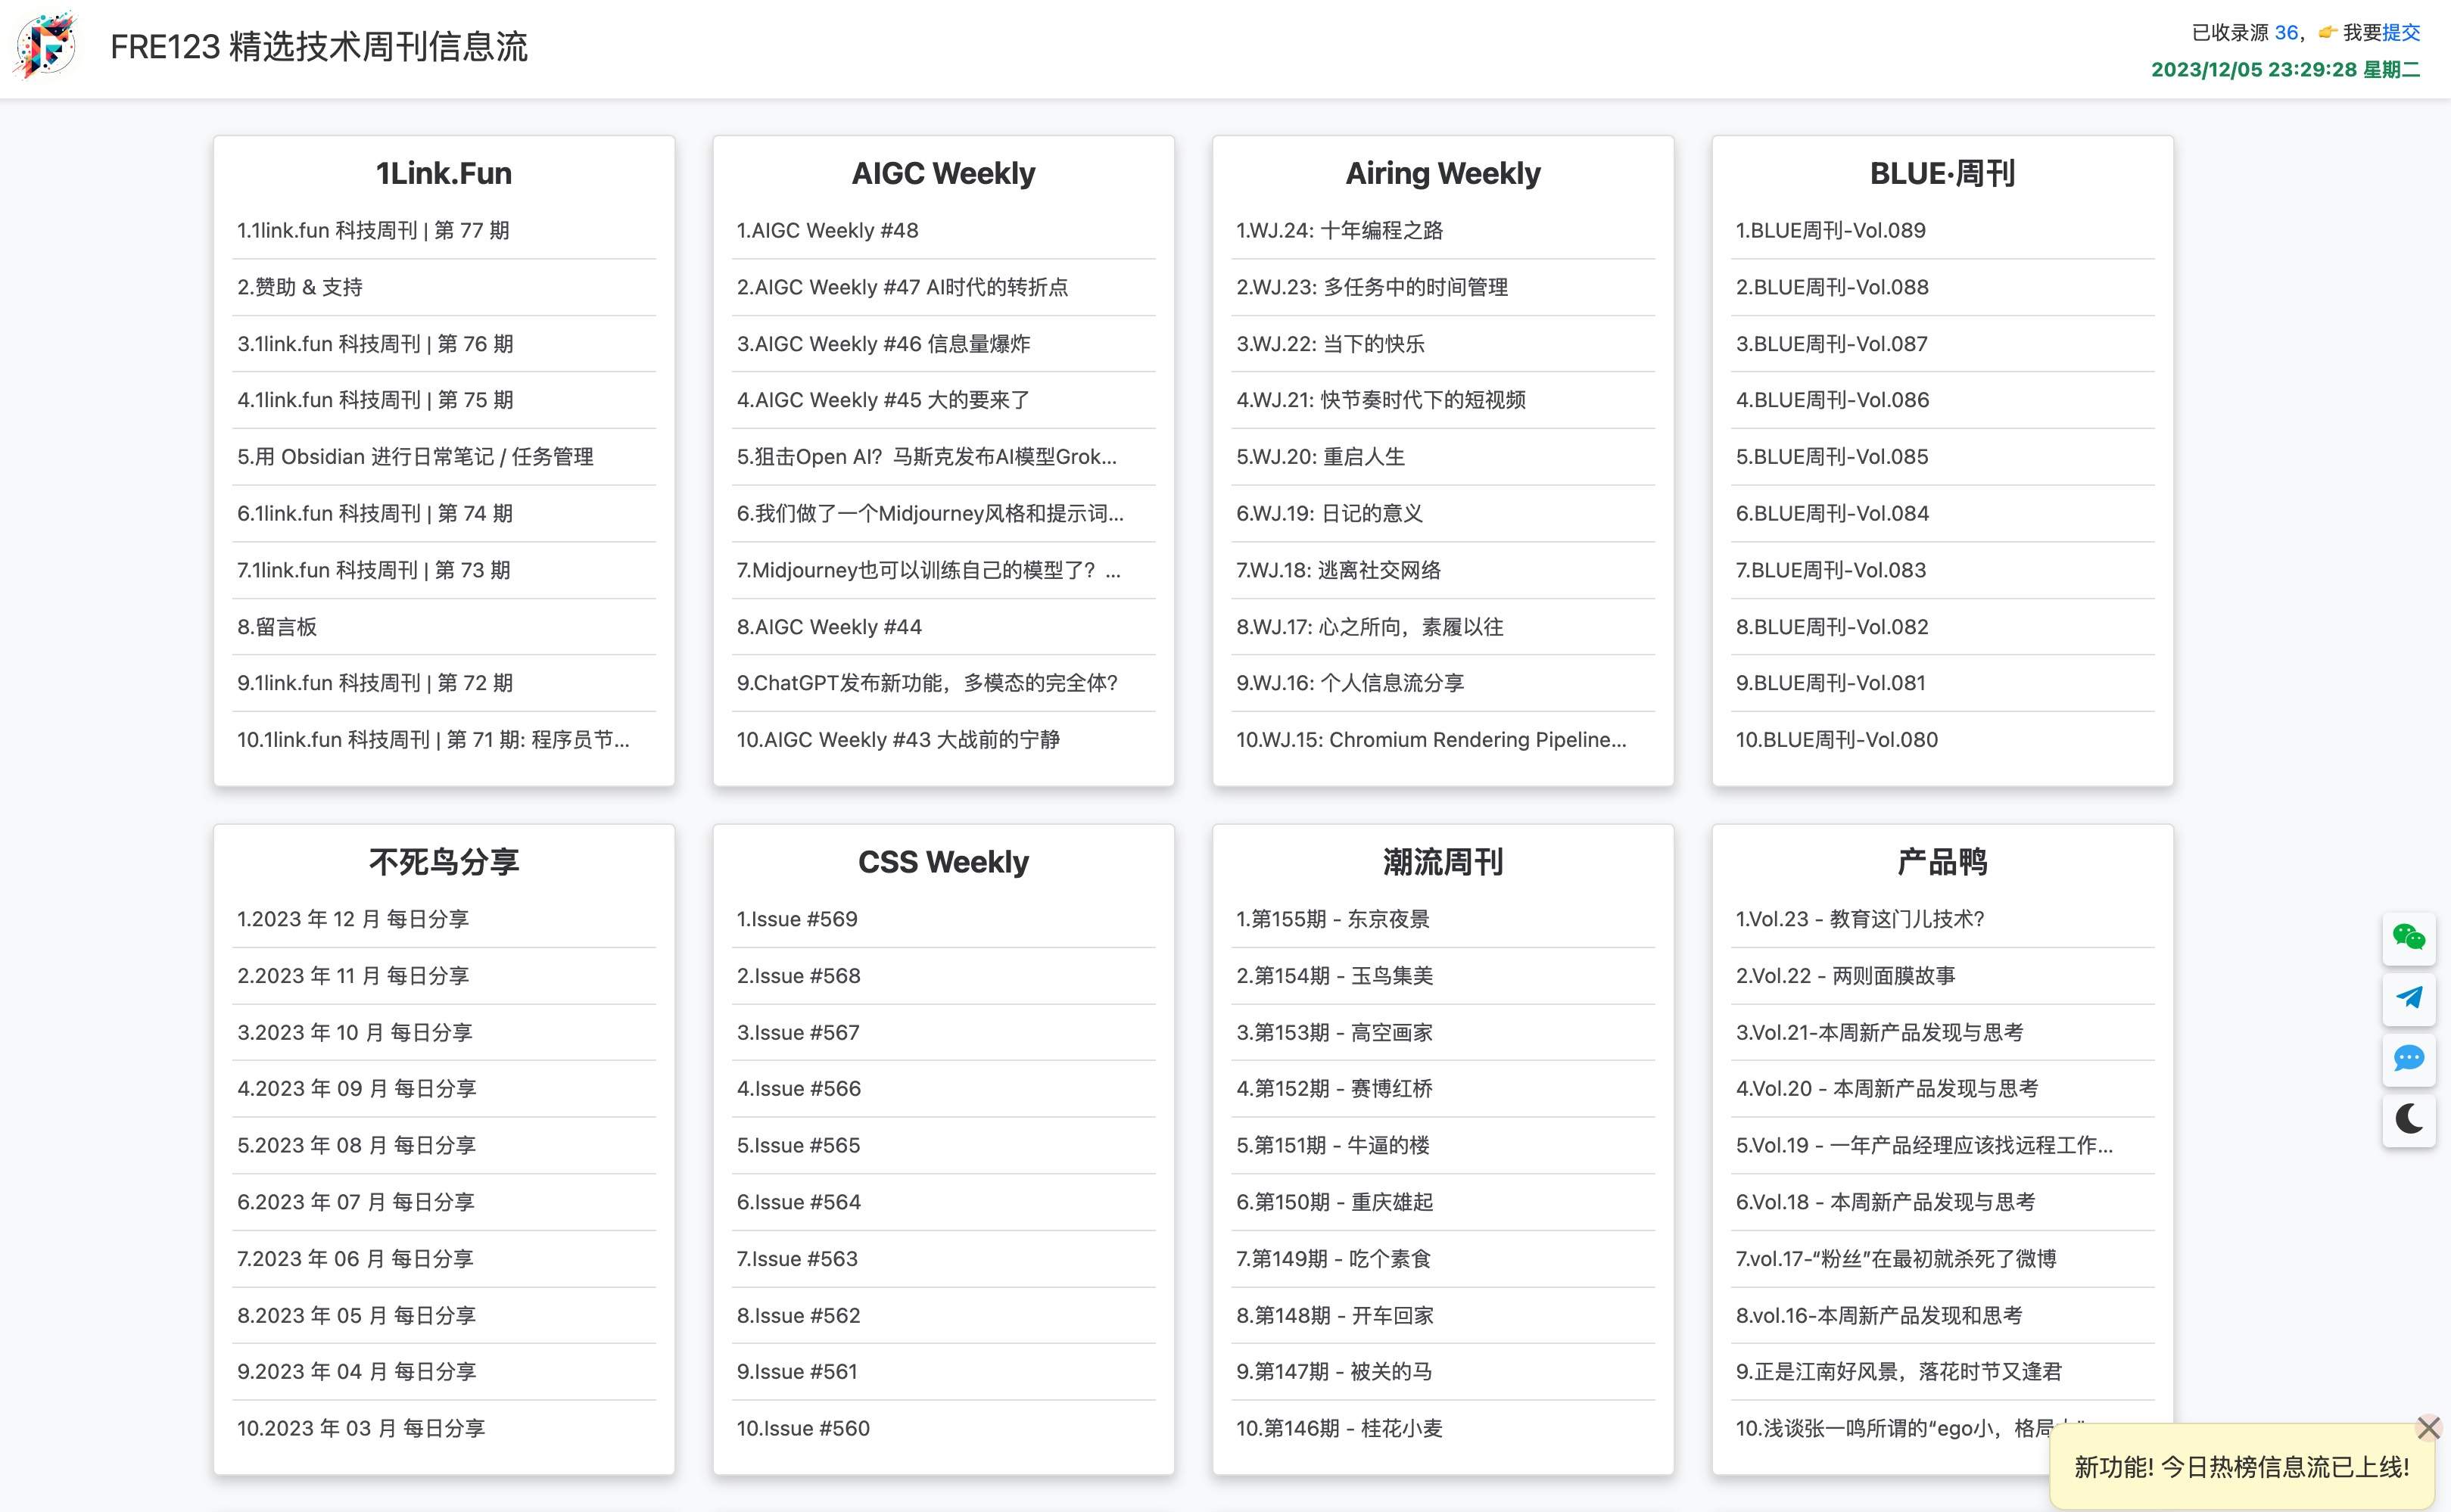 FRE123 精选技术周刊信息流
已收录源 36，👉 我要提交
2023/12/05 23:29:28 星期二
1Link.Fun
1.1link.fun 科技周刊 | 第 77 期
2.赞助 & 支持
3.1link.fun 科技周刊 | 第 76 期
4.1link.fun 科技周刊 | 第 75 期
5.用 Obsidian 进行日常笔记 / 任务管理
6.1link.fun 科技周刊 | 第 74 期
7.1link.fun 科技周刊 | 第 73 期
8.留言板
9.1link.fun 科技周刊 | 第 72 期
10.1link.fun 科技周刊 | 第 71 期: 程序员节...
AIGC Weekly
1.AIGC Weekly #48
2.AIGC Weekly #47 AI时代的转折点
3.AIGC Weekly #46 信息量爆炸
4.AIGC Weekly #45 大的要来了
5.狙击Open AI？马斯克发布AI模型Grok...
6.我们做了一个Midjourney风格和提示词...
7.Midjourney也可以训练自己的模型了？...
8.AIGC Weekly #44
9.ChatGPT发布新功能，多模态的完全体?
10.AIGC Weekly #43 大战前的宁静
Airing Weekly
1.WJ.24: 十年编程之路
2.WJ.23: 多任务中的时间管理
3.WJ.22: 当下的快乐
4.WJ.21: 快节奏时代下的短视频
5.WJ.20: 重启人生
6.WJ.19: 日记的意义
7.WJ.18: 逃离社交网络
8.WJ.17: 心之所向，素履以往
9.WJ.16: 个人信息流分享
10.WJ.15: Chromium Rendering Pipeline...
BLUE·周刊
1.BLUE周刊-Vol.089
2.BLUE周刊-Vol.088
3.BLUE周刊-Vol.087
4.BLUE周刊-Vol.086
5.BLUE周刊-Vol.085
6.BLUE周刊-Vol.084
7.BLUE周刊-Vol.083
8.BLUE周刊-Vol.082
9.BLUE周刊-Vol.081
10.BLUE周刊-Vol.080
不死鸟分享
1.2023 年 12 月 每日分享
2.2023 年 11 月 每日分享
3.2023 年 10 月 每日分享
4.2023 年 09 月 每日分享
5.2023 年 08 月 每日分享
6.2023 年 07 月 每日分享
7.2023 年 06 月 每日分享
8.2023 年 05 月 每日分享
9.2023 年 04 月 每日分享
10.2023 年 03 月 每日分享
CSS Weekly
1.Issue #569
2.Issue #568
3.Issue #567
4.Issue #566
5.Issue #565
6.Issue #564
7.Issue #563
8.Issue #562
9.Issue #561
10.Issue #560
潮流周刊
1.第155期 - 东京夜景
2.第154期 - 玉鸟集美
3.第153期 - 高空画家
4.第152期 - 赛博红桥
5.第151期 - 牛逼的楼
6.第150期 - 重庆雄起
7.第149期 - 吃个素食
8.第148期 - 开车回家
9.第147期 - 被关的马
10.第146期 - 桂花小麦
产品鸭
1.Vol.23 - 教育这门儿技术?
2.Vol.22 - 两则面膜故事
3.Vol.21-本周新产品发现与思考
4.Vol.20 - 本周新产品发现与思考
5.Vol.19 - 一年产品经理应该找远程工作...
6.Vol.18 - 本周新产品发现与思考
7.vol.17-“粉丝”在最初就杀死了微博
8.vol.16-本周新产品发现和思考
9.正是江南好风景，落花时节又逢君
10.浅谈张一鸣所谓的“ego小，格局
新功能! 今日热榜信息流已上线!